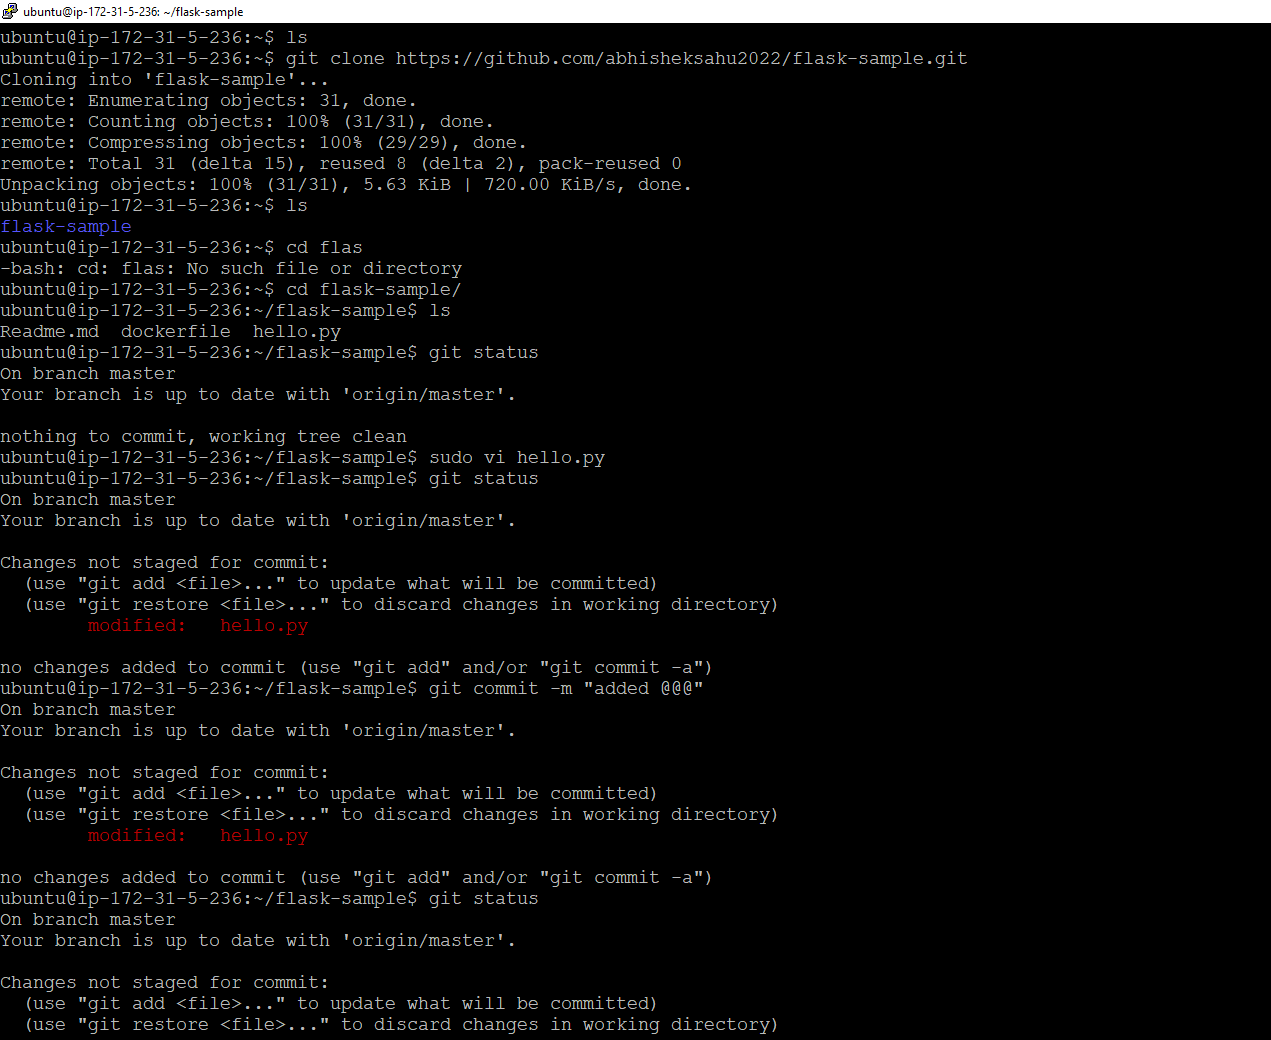 ubuntu@ip-172-31-5-236: ~/flask-sample
ubuntu@ip-172-31-5-236:~$ ls
ubuntu@ip-172-31-5-236:~$ git clone https://github.com/abhisheksahu2022/flask-sample.git
Cloning into 'flask-sample'...
remote: Enumerating objects: 31, done.
remote: Counting objects: 100% (31/31), done.
remote: Compressing objects: 100% (29/29), done.
remote: Total 31 (delta 15), reused 8 (delta 2), pack-reused 0
Unpacking objects: 100% (31/31), 5.63 KiB | 720.00 KiB/s, done.
ubuntu@ip-172-31-5-236:~$ ls
flask-sample
ubuntu@ip-172-31-5-236:~$ cd flas
-bash: cd: flas: No such file or directory
ubuntu@ip-172-31-5-236:~$ cd flask-sample/
ubuntu@ip-172-31-5-236:~/flask-sample$ ls
Readme.md  dockerfile  hello.py
ubuntu@ip-172-31-5-236:~/flask-sample$ git status
On branch master
Your branch is up to date with 'origin/master'.
nothing to commit, working tree clean
ubuntu@ip-172-31-5-236:~/flask-sample$ sudo vi hello.py
ubuntu@ip-172-31-5-236:~/flask-sample$ git status
On branch master
Your branch is up to date with 'origin/master'.
Changes not staged for commit:
  (use "git add <file>..." to update what will be committed)
  (use "git restore <file>..." to discard changes in working directory)
        modified:   hello.py
no changes added to commit (use "git add" and/or "git commit -a")
ubuntu@ip-172-31-5-236:~/flask-sample$ git commit -m "added @@@"
On branch master
Your branch is up to date with 'origin/master'.
Changes not staged for commit:
  (use "git add <file>..." to update what will be committed)
  (use "git restore <file>..." to discard changes in working directory)
        modified:   hello.py
no changes added to commit (use "git add" and/or "git commit -a")
ubuntu@ip-172-31-5-236:~/flask-sample$ git status
On branch master
Your branch is up to date with 'origin/master'.
Changes not staged for commit:
  (use "git add <file>..." to update what will be committed)
  (use "git restore <file>..." to discard changes in working directory)